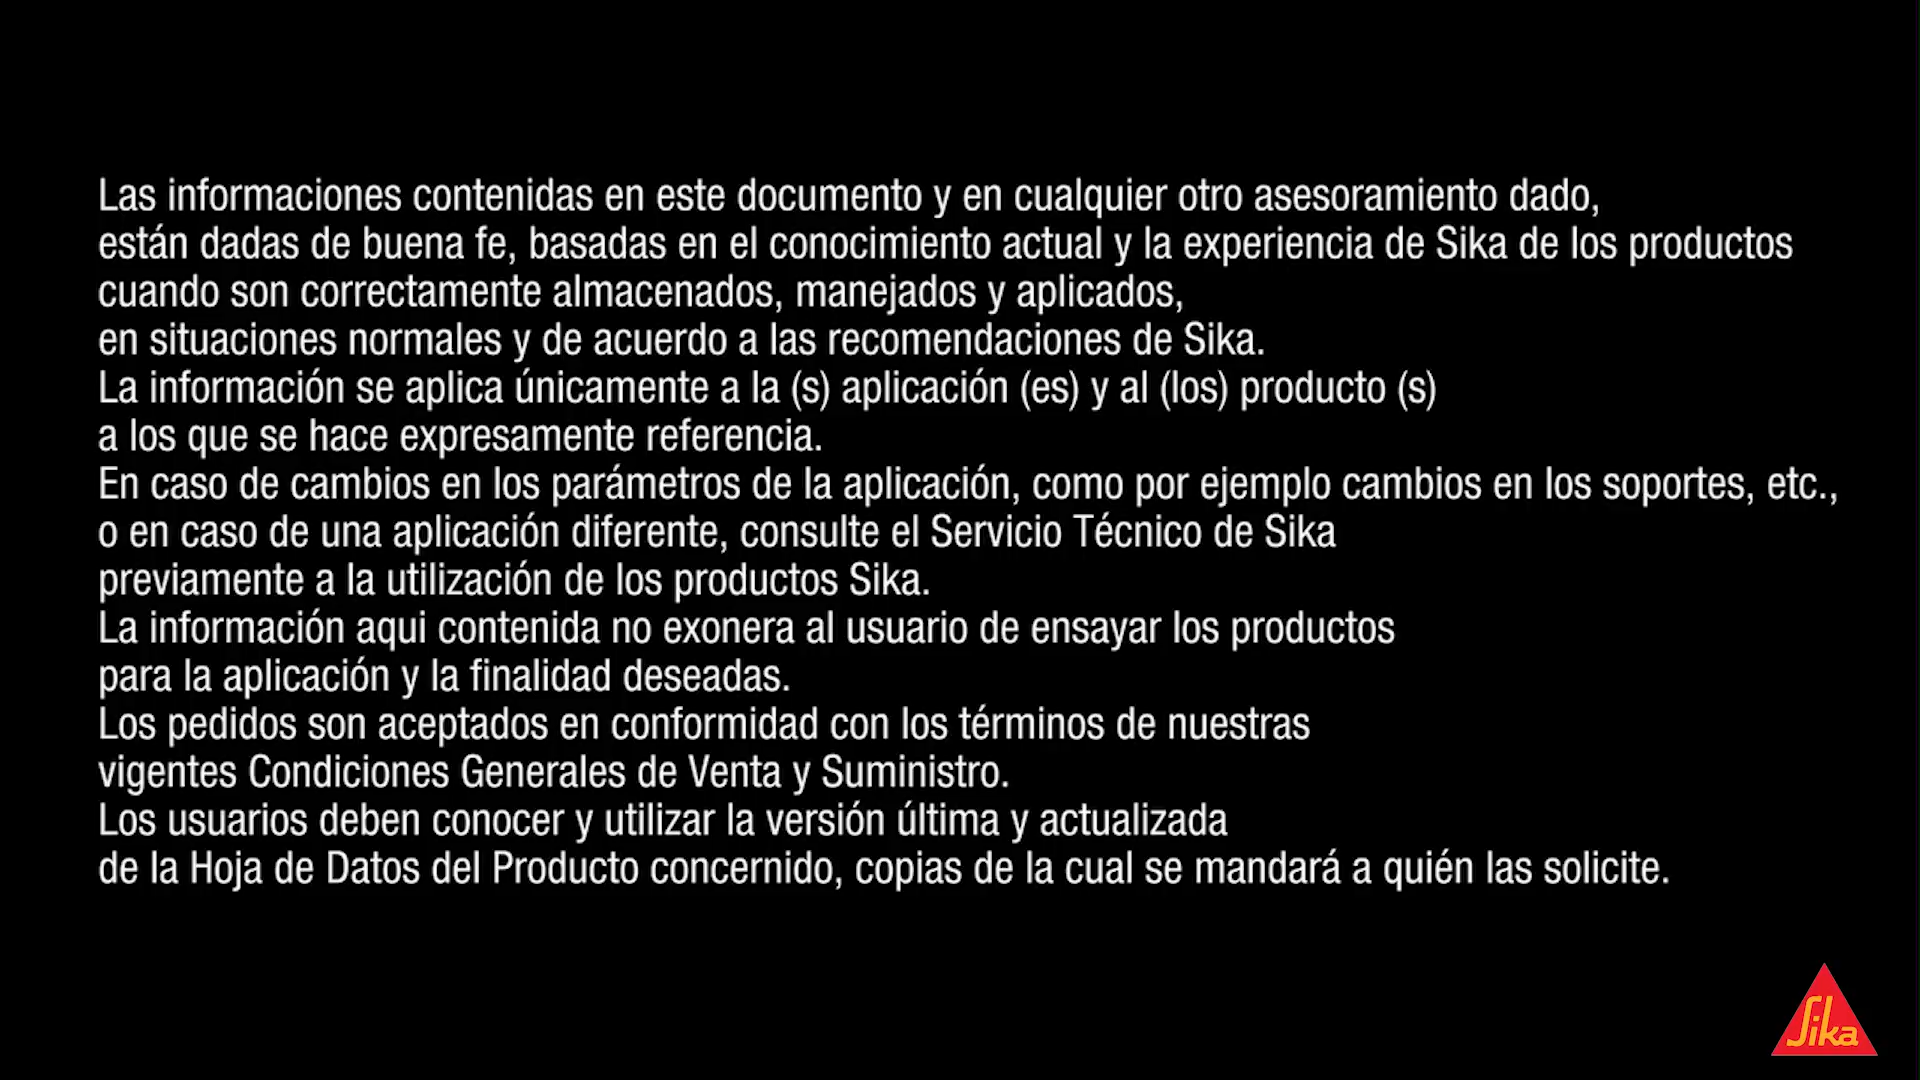 Las informaciones contenidas en este documento y en cualquier otro asesoramiento dado,
están dadas de buena fe, basadas en el conocimiento actual y la experiencia de Sika de los productos
cuando son correctamente almacenados, manejados y aplicados,
en situaciones normales y de acuerdo a las recomendaciones de Sika.
La información se aplica únicamente a la (s) aplicación (es) y al (los) producto (s)
a los que se hace expresamente referencia.
En caso de cambios en los parámetros de la aplicación, como por ejemplo cambios en los soportes, etc.,
o en caso de una aplicación diferente, consulte el Servicio Técnico de Sika
previamente a la utilización de los productos Sika.
La información aqui contenida no exonera al usuario de ensayar los productos
para la aplicación y la finalidad deseadas.
Los pedidos son aceptados en conformidad con los términos de nuestras
vigentes Condiciones Generales de Venta y Suministro.
Los usuarios deben conocer y utilizar la versión última y actualizada
de la Hoja de Datos del Producto concernido, copias de la cual se mandará a quién las solicite.
Sika